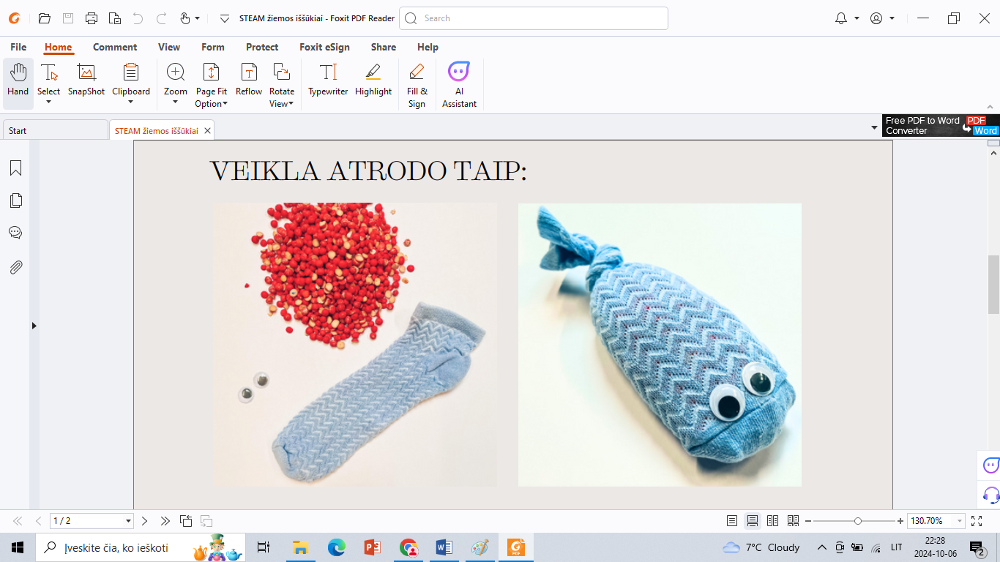 STEAM žiemos iššūkiai - Foxit PDF Reader
Search
File Home Comment View Form Protect Foxit eSign Share Help
Hand
Select
SnapShot
Clipboard
Zoom
Page Fit
Option
Reflow
Rotate
View
Typewriter
Highlight
Fill &
Sign
AI
Assistant
Start
STEAM žiemos iššūkiai
Free PDF to Word
Converter
PDF
Word
VEIKLA ATRODO TAIP:
1 / 2
130.70%
Įveskite čia, ko ieškoti
7°C Cloudy
LIT
22:28
2024-10-06
2